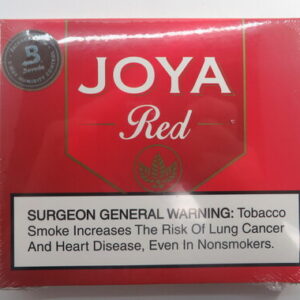 B
Boveda
JOYA
Red
SURGEON GENERAL WARNING: Tobacco
Smoke Increases The Risk Of Lung Cancer
And Heart Disease, Even In Nonsmokers.